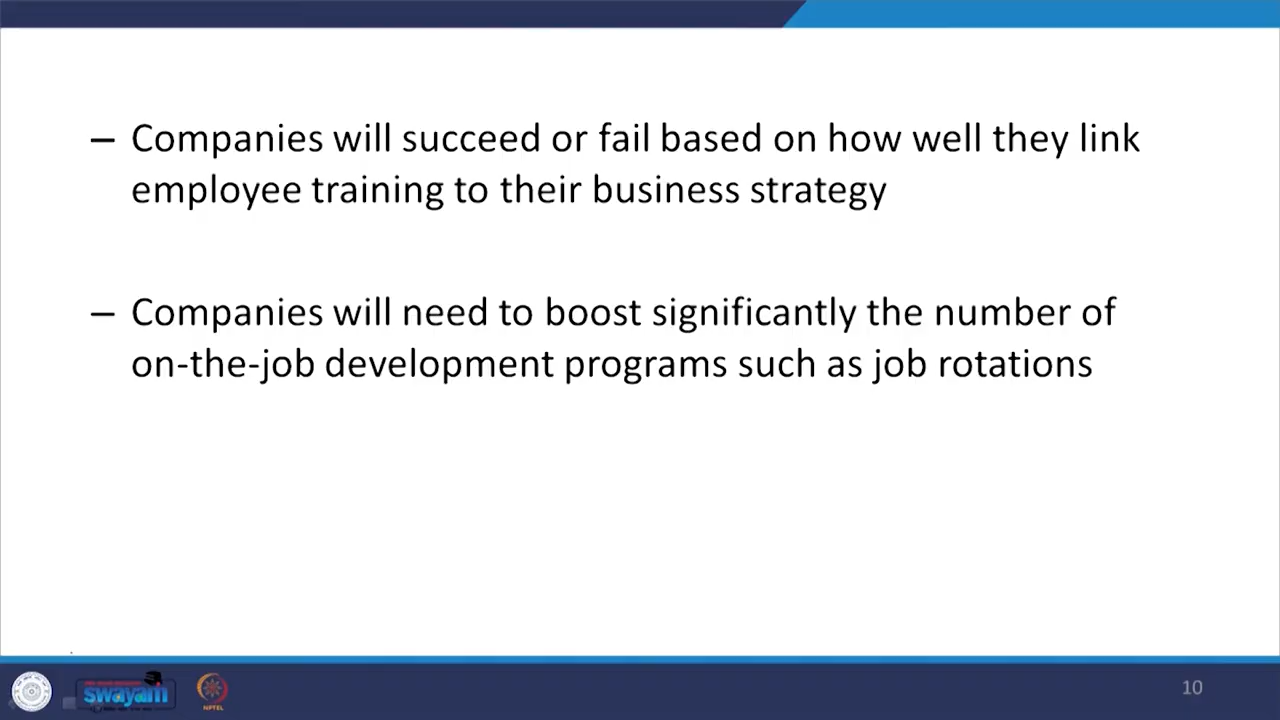 – Companies will succeed or fail based on how well they link
employee training to their business strategy
– Companies will need to boost significantly the number of
on-the-job development programs such as job rotations
swayam
NPTEL
10